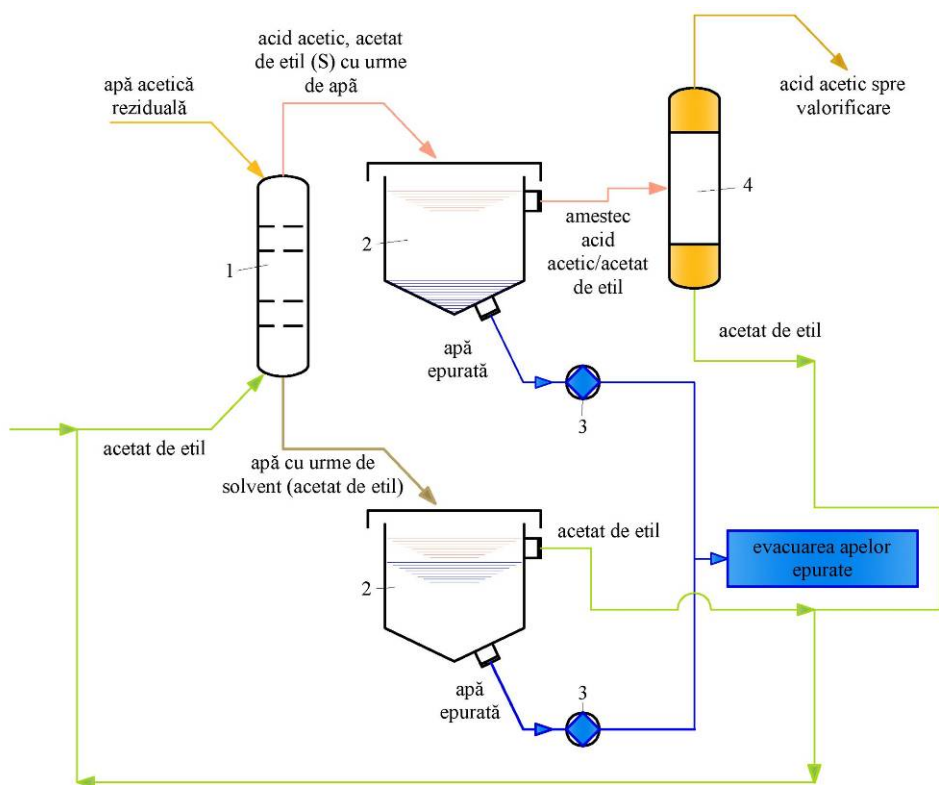 acid acetic, acetat
de etil (S) cu urme
de apã
apă acetică
reziduală
acid acetic spre
valorificare
1
2
4
amestec
acid
acetic/acetat
de etil
apă
epurată
3
acetat de etil
acetat de etil
apă cu urme de
solvent (acetat de etil)
acetat de etil
evacuarea apelor
epurate
2
apă
epurată
3